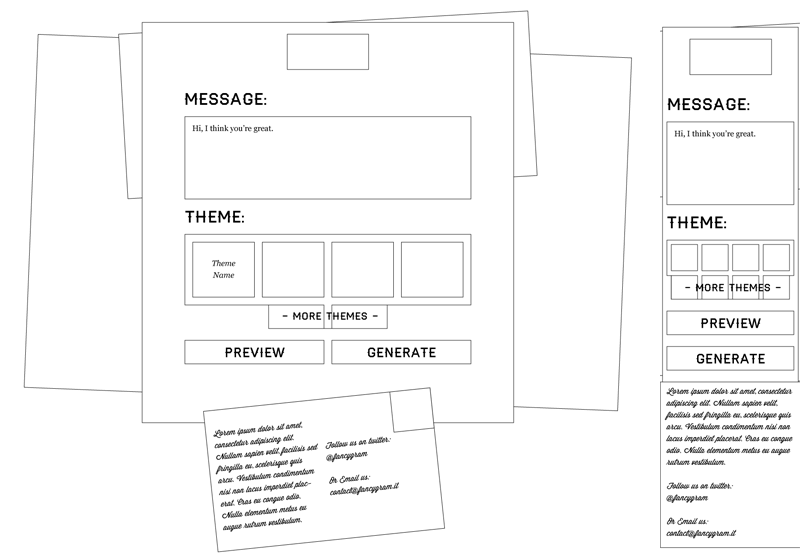 MESSAGE:
Hi, I think you're great.
THEME:
Theme
Name
– MORE THEMES –
PREVIEW
GENERATE
Lorem ipsum dolor sit amet,
consectetur adipiscing elit.
Nullam sapien velit, facilisis sed
fringilla eu, scelerisque quis
arcu. Vestibulum condimentum
nisi non lacus imperdiet plac-
erat. Cras eu congue odio.
Nulla elementum metus eu
augue rutrum vestibulum.
Follow us on twitter:
@fancygram
Or Email us:
contact@fancygram.it
MESSAGE:
Hi, I think you're great.
THEME:
– MORE THEMES –
PREVIEW
GENERATE
Lorem ipsum dolor sit amet, consectetur
adipiscing elit. Nullam sapien velit,
facilisis sed fringilla eu, scelerisque quis
arcu. Vestibulum condimentum nisi non
lacus imperdiet placerat. Cras eu congue
odio. Nulla elementum metus eu augue
rutrum vestibulum.
Follow us on twitter:
@fancygram
Or Email us:
contact@fancygram.it